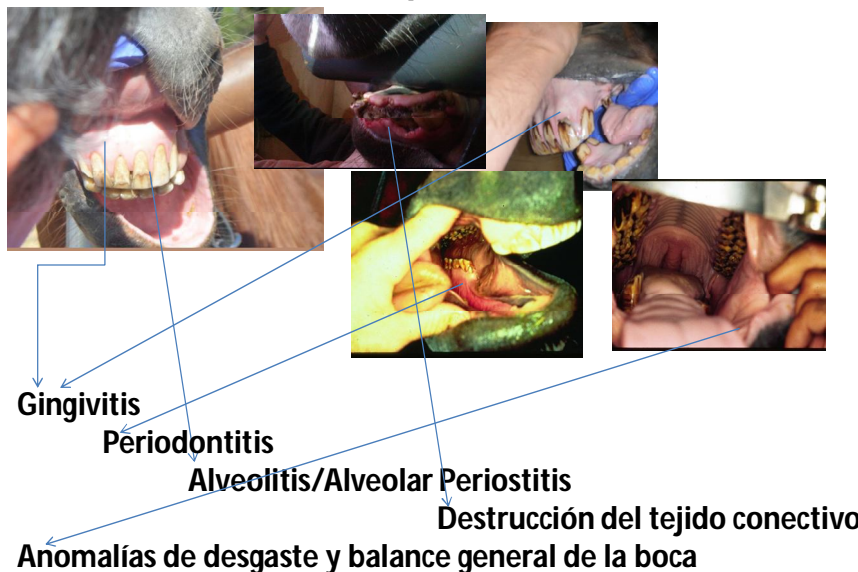 Gingivitis
Periodontitis
Alveolitis/Alveolar Periostitis
Destrucción del tejido conectivo
Anomalías de desgaste y balance general de la boca